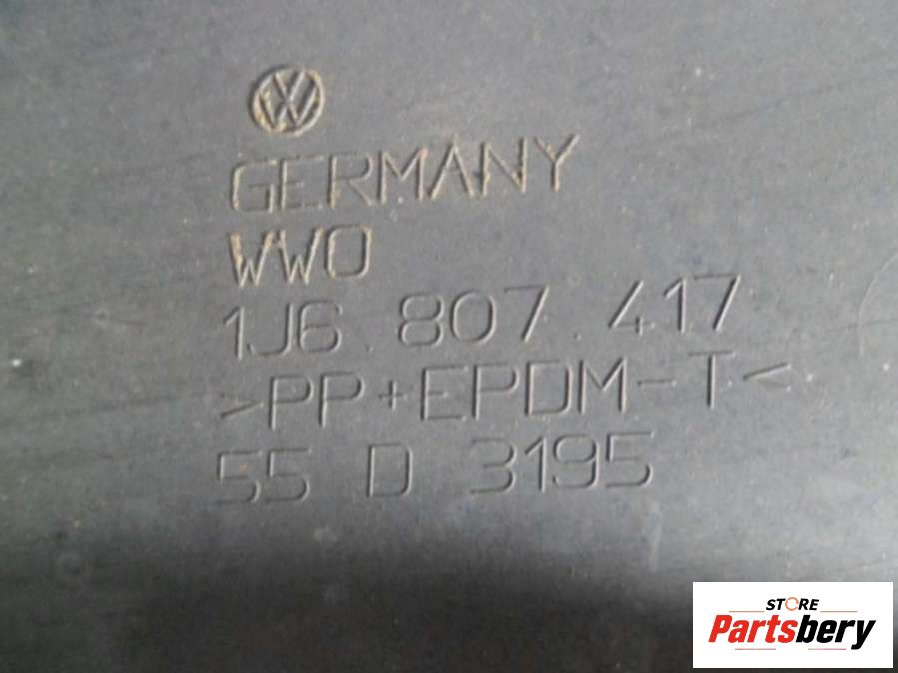 VW
GERMANY
WWO
1J6.807.417
>PP+EPDM-T<
55 D 3195
STORE
Partsbery